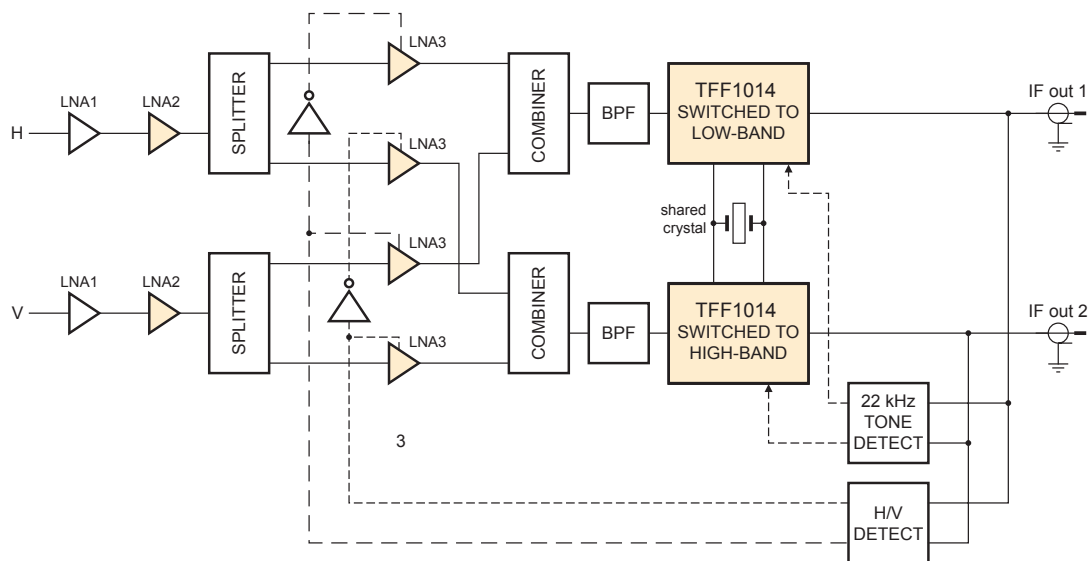 LNA3
IF out 1
TFF1014
SWITCHED TO
LOW-BAND
BPF
COMBINER
SPLITTER
LNA1
LNA2
H
LNA3
shared
crystal
LNA3
LNA1
LNA2
V
SPLITTER
COMBINER
BPF
TFF1014
SWITCHED TO
HIGH-BAND
IF out 2
LNA3
22 kHz
TONE
DETECT
3
H/V
DETECT